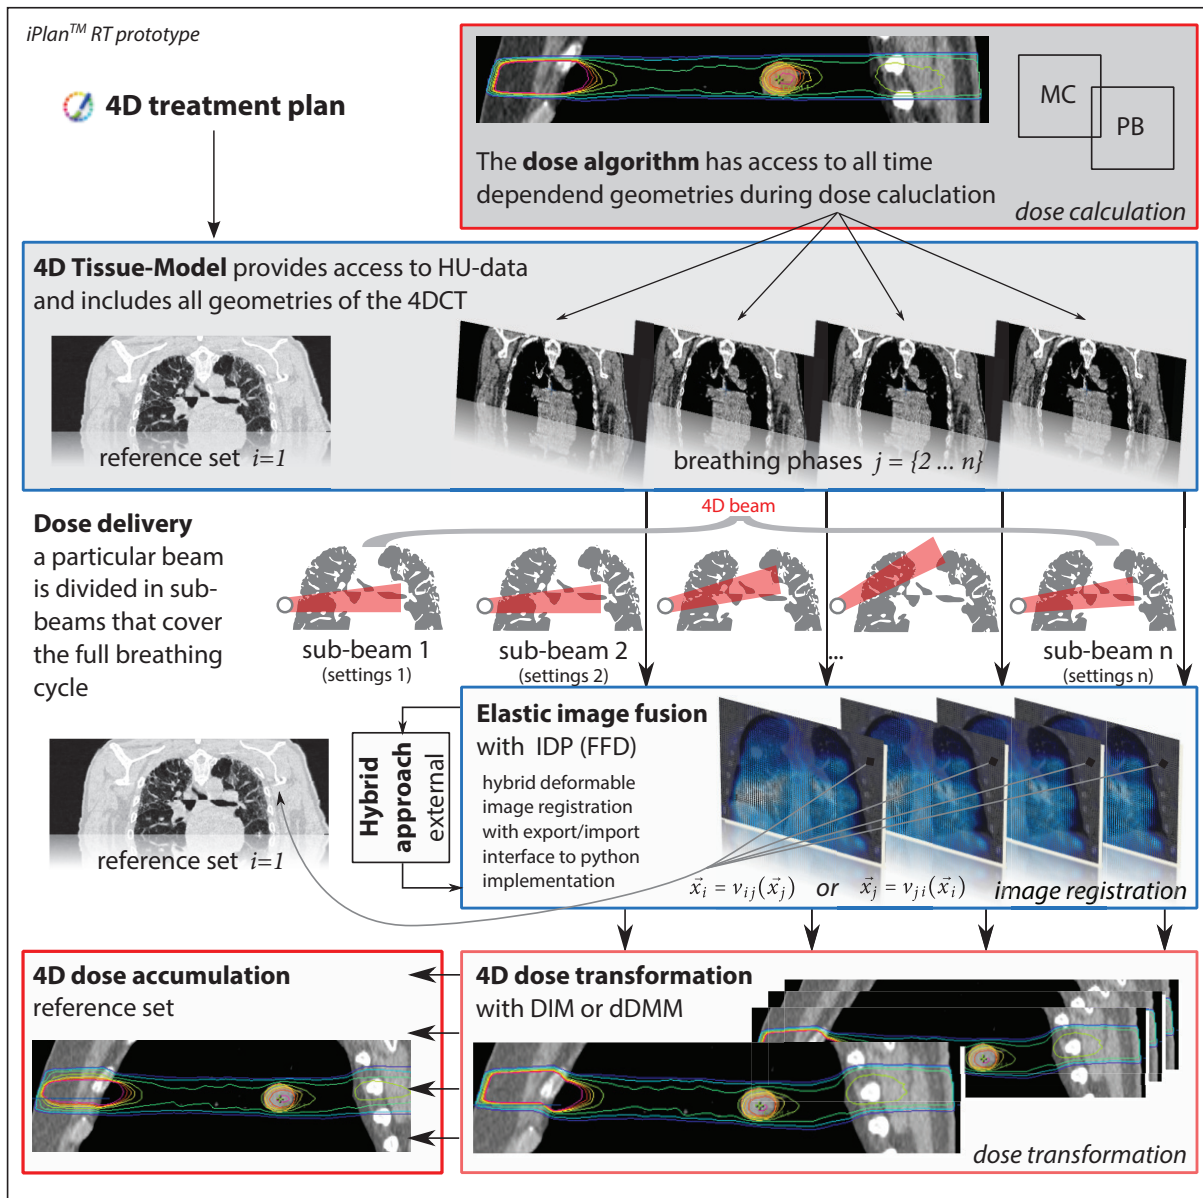 iPlan™ RT prototype
4D treatment plan
MC
PB
The dose algorithm has access to all time
dependend geometries during dose caluclation
dose calculation
4D Tissue-Model provides access to HU-data
and includes all geometries of the 4DCT
reference set i=1
breathing phases j = {2 ... n}
Dose delivery
a particular beam
is divided in sub-
beams that cover
the full breathing
cycle
4D beam
sub-beam 1
(settings 1)
sub-beam 2
(settings 2)
...
sub-beam n
(settings n)
reference set i=1
Hybrid
approach
external
Elastic image fusion
with IDP (FFD)
hybrid deformable
image registration
with export/import
interface to python
implementation
x⃗ᵢ = νᵢⱼ(x⃗ⱼ) or x⃗ⱼ = νⱼᵢ(x⃗ᵢ)
image registration
4D dose accumulation
reference set
4D dose transformation
with DIM or dDMM
dose transformation